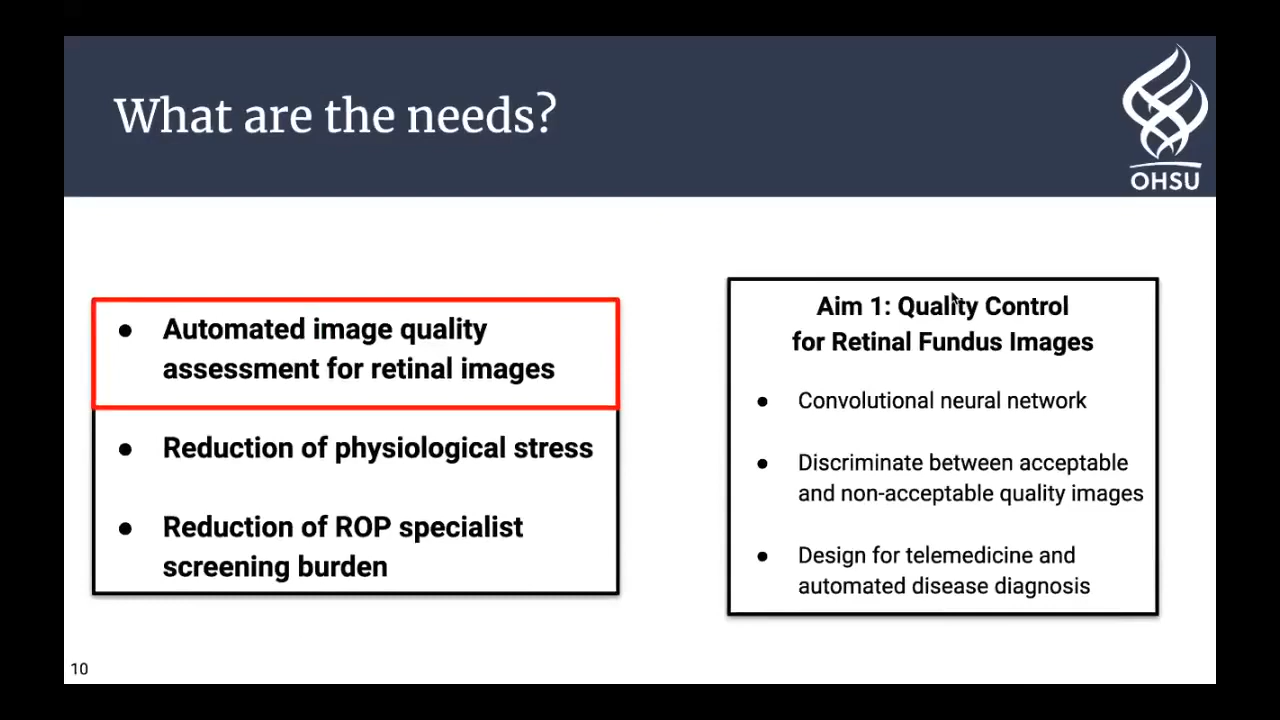 What are the needs?
OHSU
● Automated image quality
assessment for retinal images
● Reduction of physiological stress
● Reduction of ROP specialist
screening burden
Aim 1: Quality Control
for Retinal Fundus Images
● Convolutional neural network
● Discriminate between acceptable
and non-acceptable quality images
● Design for telemedicine and
automated disease diagnosis
10